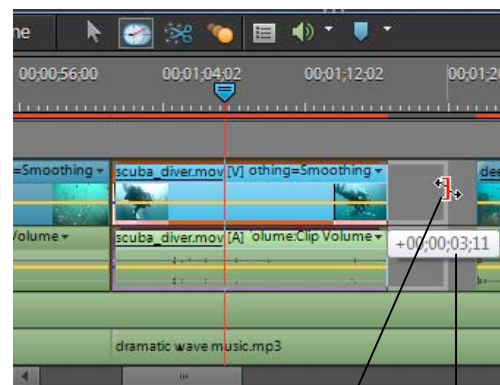 ne
00;00;56;00 00;01;04;02 00;01;12;02 00;01;20
=Smoothing scuba_diver.mov [V] othing=Smoothing dee
Volume scuba_diver.mov [A] olume:Clip Volume +00;00;03;11
dramatic wave music.mp3